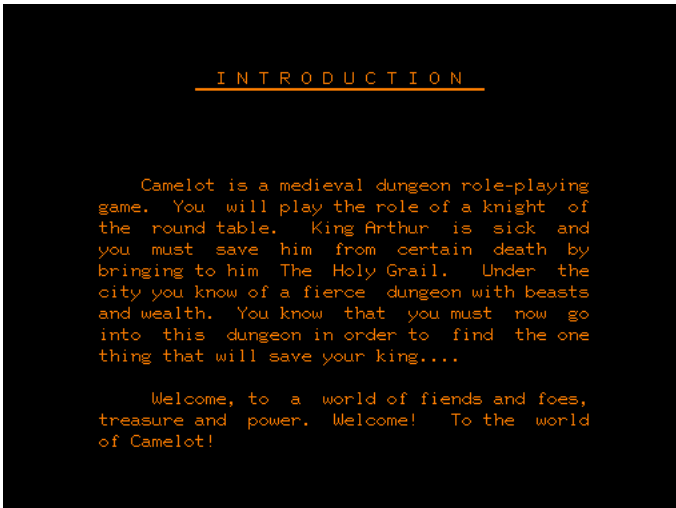 INTRODUCTION
Camelot is a medieval dungeon role-playing
game. You will play the role of a knight of
the round table. King Arthur is sick and
you must save him from certain death by
bringing to him The Holy Grail. Under the
city you know of a fierce dungeon with beasts
and wealth. You know that you must now go
into this dungeon in order to find the one
thing that will save your king....
Welcome, to a world of fiends and foes,
treasure and power. Welcome! To the world
of Camelot!